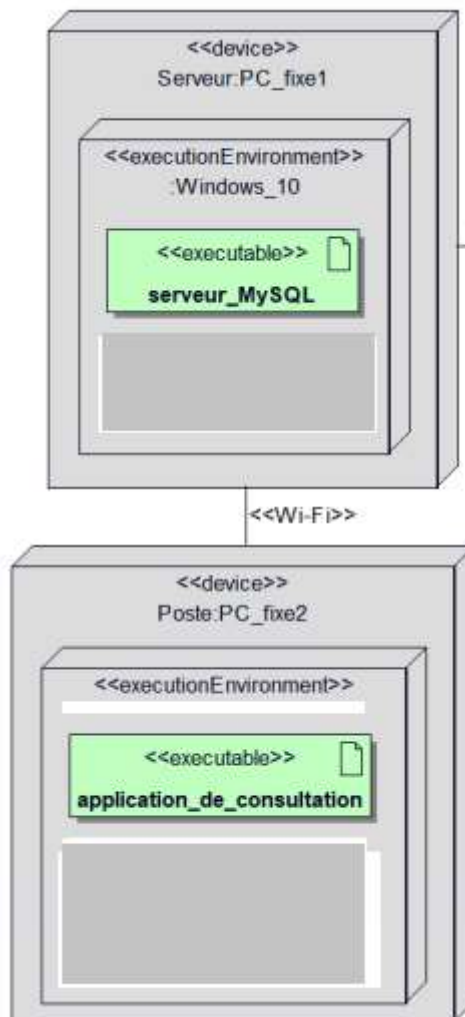 <<device>>
Serveur:PC_fixe1
<<executionEnvironment>>
:Windows_10
<<executable>>
serveur_MySQL
<<Wi-Fi>>
<<device>>
Poste:PC_fixe2
<<executionEnvironment>>
<<executable>>
application_de_consultation